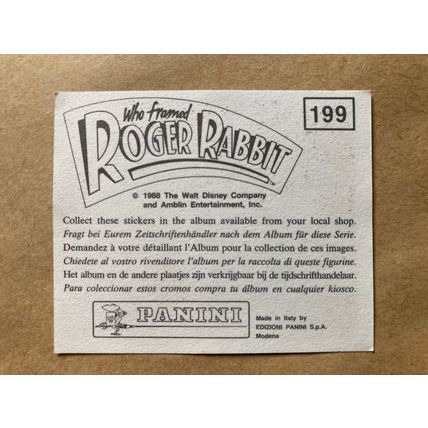 Who Framed
199
ROGER RABBIT™
© 1988 The Walt Disney Company
and Amblin Entertainment, Inc.
Collect these stickers in the album available from your local shop.
Fragt bei Eurem Zeitschriftenhändler nach dem Album für diese Serie.
Demandez à votre détaillant l'Album pour la collection de ces images.
Chiedete al vostro rivenditore l'album per la raccolta di queste figurine.
Het album en de andere plaatjes zijn verkrijgbaar bij de tijdschrifthandelaar.
Para coleccionar estos cromos compra tu álbum en cualquier kiosco.
PANINI
Made in Italy by
EDIZIONI PANINI S.p.A.
Modena